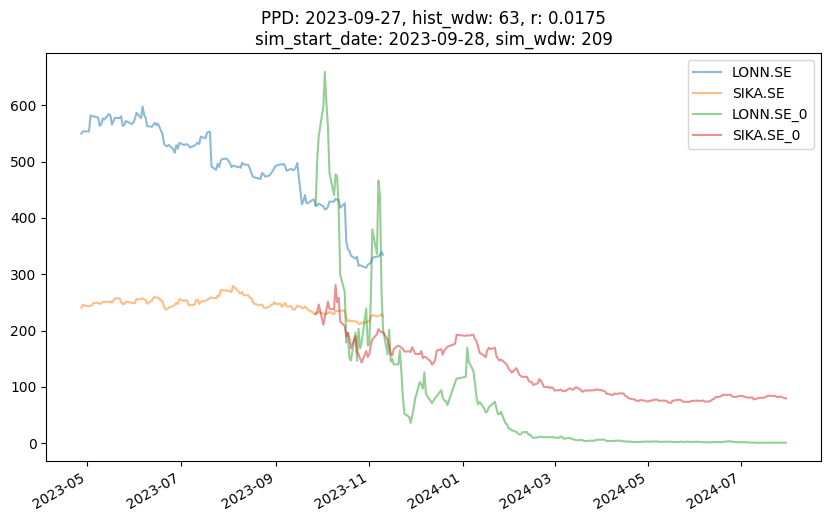 PPD: 2023-09-27, hist_wdw: 63, r: 0.0175
sim_start_date: 2023-09-28, sim_wdw: 209
LONN.SE
SIKA.SE
LONN.SE_0
SIKA.SE_0
600
500
400
300
200
100
0
2023-05
2023-07
2023-09
2023-11
2024-01
2024-03
2024-05
2024-07